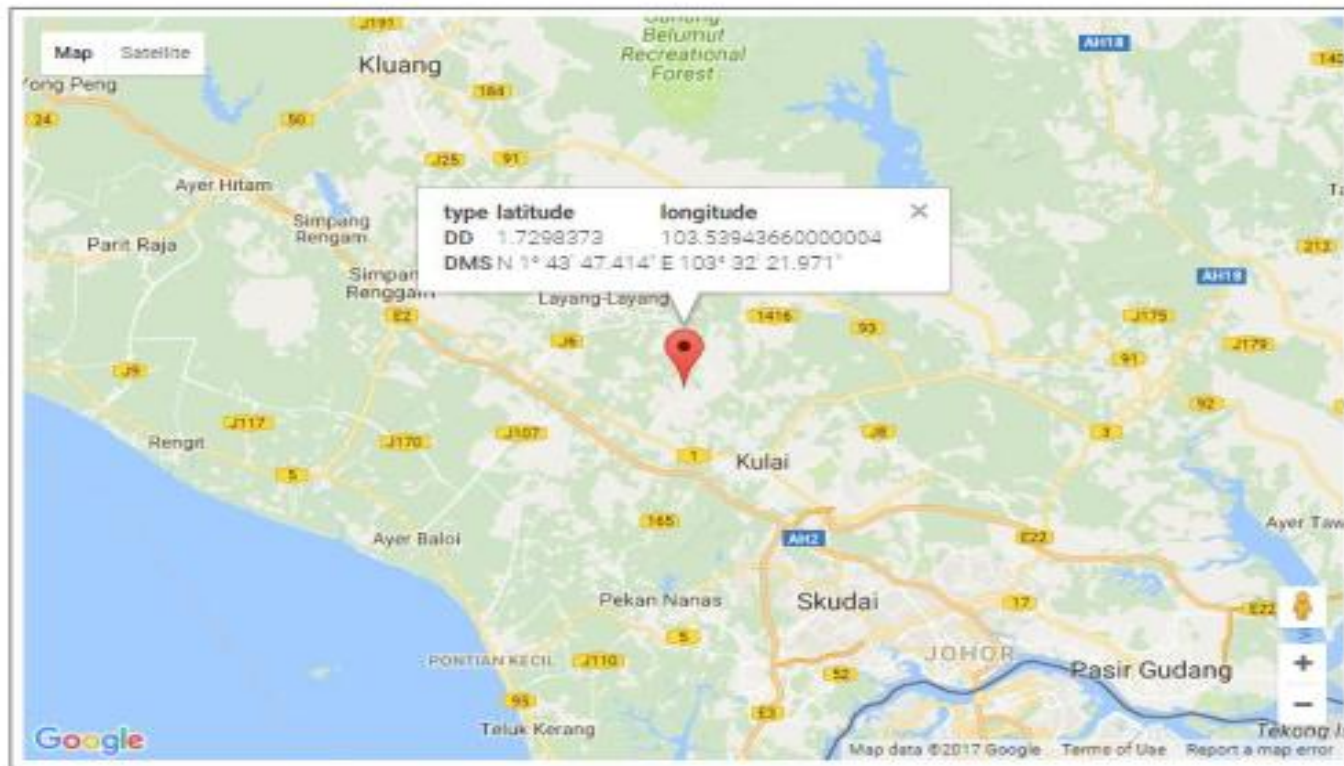 J191
Gunung
Belumut
Recreational
Forest
AH18
Map Satellite
Kluang
Yong Peng
184
24
50
J25
91
Ayer Hitam
type latitude longitude
DD 1.7298373 103.53943660000004
DMS N 1° 43' 47.414" E 103° 32' 21.971"
Simpang
Rengam
Parit Raja
212
AH18
Simpan
Renggam
Layang-Layang
E2
1416
93
J175
J6
91
J179
J9
92
J117
J170
J107
J8
3
Rengit
1
Kulai
5
165
Ayer Baloi
AH2
E22
Ayer Taw
Pekan Nanas
Skudai
17
E22
5
JOHOR
PONTIAN KECIL
J110
52
Pasir Gudang
+
95
E3
−
Teluk Kerang
Tekong Is
Google
Map data ©2017 Google Terms of Use Report a map error